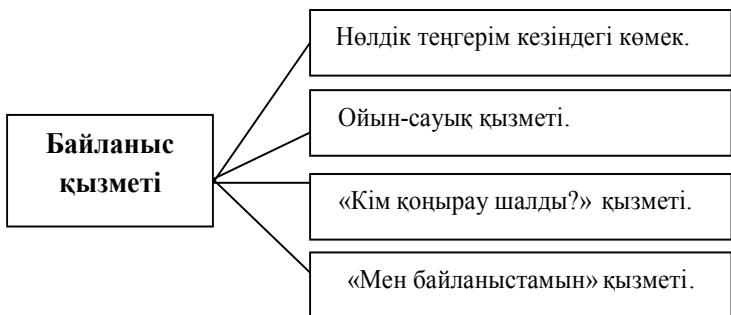 Байланыс
қызметі
Нөлдік теңгерім кезіндегі көмек.
Ойын-сауық қызметі.
«Кім қоңырау шалды?» қызметі.
«Мен байланыстамын» қызметі.